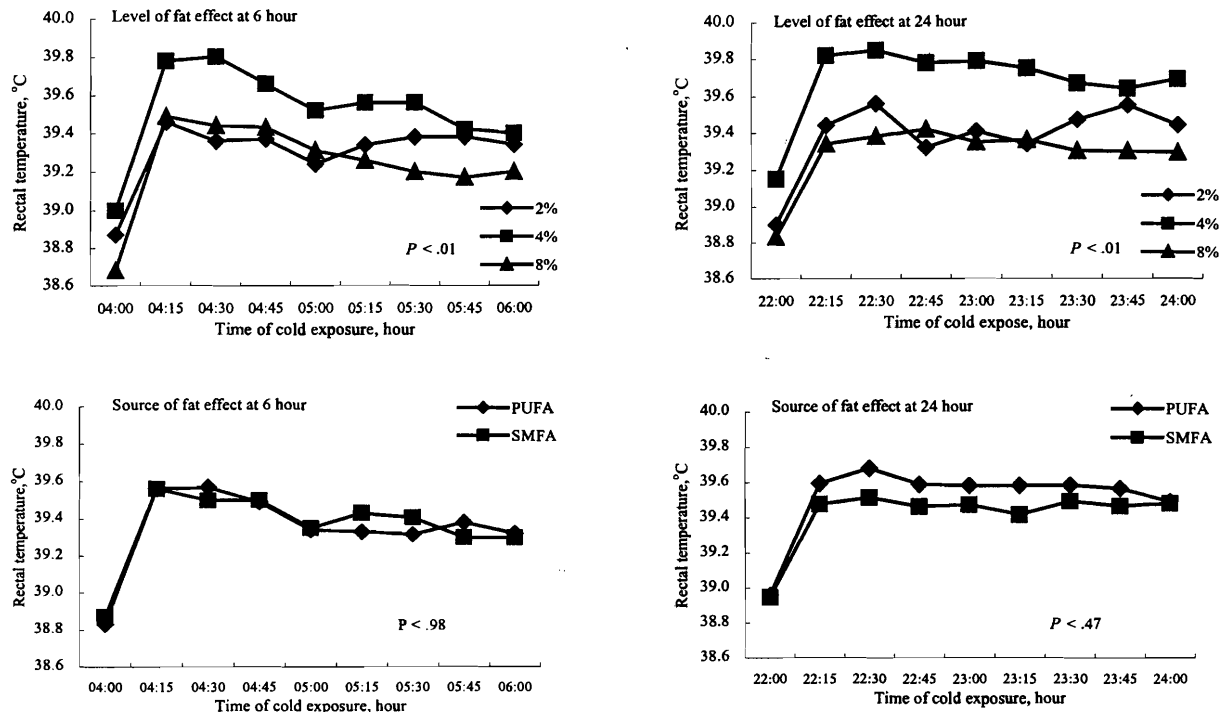 Level of fat effect at 6 hour
40.0
39.8
39.6
39.4
39.2
39.0
38.8
38.6
Rectal temperature, °C
2%
4%
8%
P < .01
04:00 04:15 04:30 04:45 05:00 05:15 05:30 05:45 06:00
Time of cold exposure, hour
Level of fat effect at 24 hour
40.0
39.8
39.6
39.4
39.2
39.0
38.8
38.6
Rectal temperature, °C
2%
4%
8%
P < .01
22:00 22:15 22:30 22:45 23:00 23:15 23:30 23:45 24:00
Time of cold expose, hour
Source of fat effect at 6 hour
PUFA
SMFA
40.0
39.8
39.6
39.4
39.2
39.0
38.8
38.6
Rectal temperature,°C
P < .98
04:00 04:15 04:30 04:45 05:00 05:15 05:30 05:45 06:00
Time of cold exposure, hour
Source of fat effect at 24 hour
PUFA
SMFA
40.0
39.8
39.6
39.4
39.2
39.0
38.8
38.6
Rectal temperature,°C
P < .47
22:00 22:15 22:30 22:45 23:00 23:15 23:30 23:45 24:00
Time of cold exposure, hour